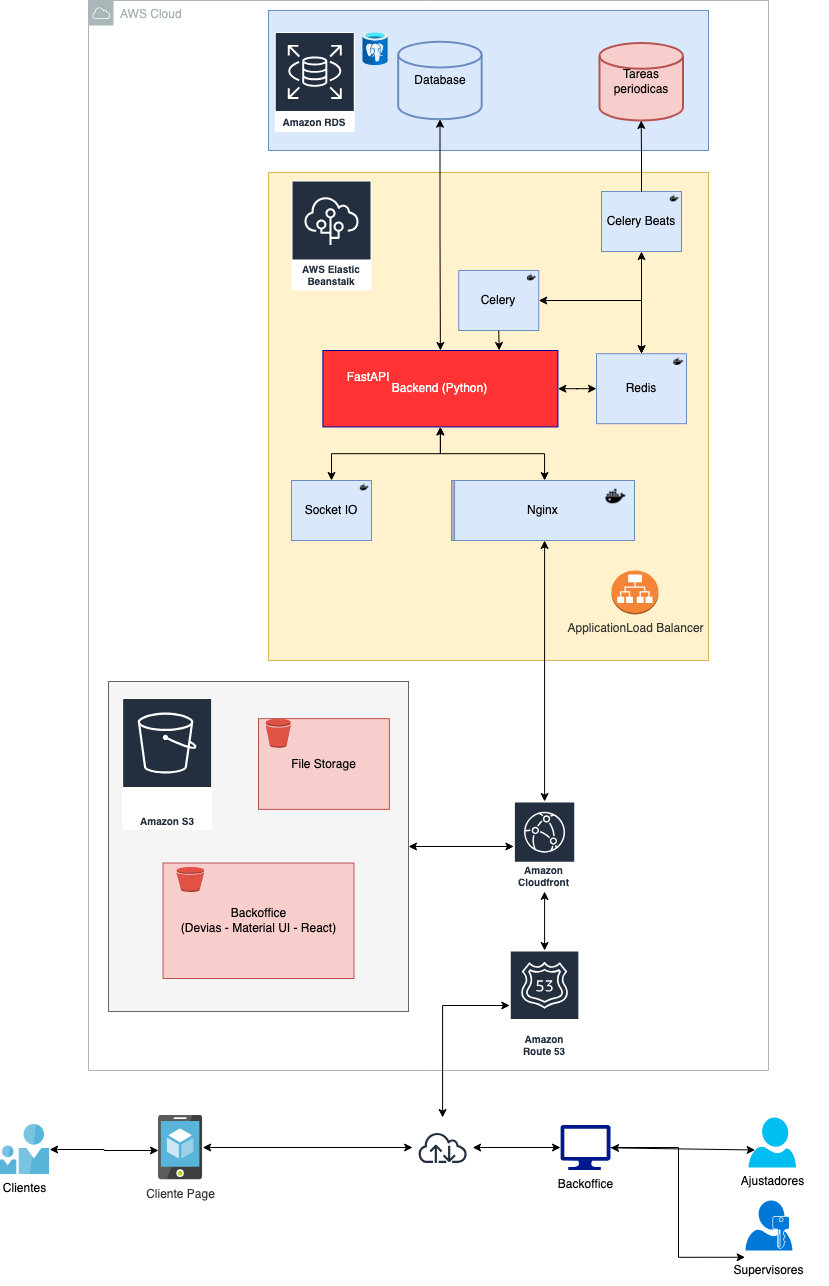 AWS Cloud
Database
Tareas
periodicas
Amazon RDS
AWS Elastic
Beanstalk
Celery Beats
Celery
FastAPI
Backend (Python)
Redis
Socket IO
Nginx
ApplicationLoad Balancer
File Storage
Amazon S3
Backoffice
(Devias - Material UI - React)
Amazon
Cloudfront
53
Amazon
Route 53
Clientes
Cliente Page
Backoffice
Ajustadores
Supervisores